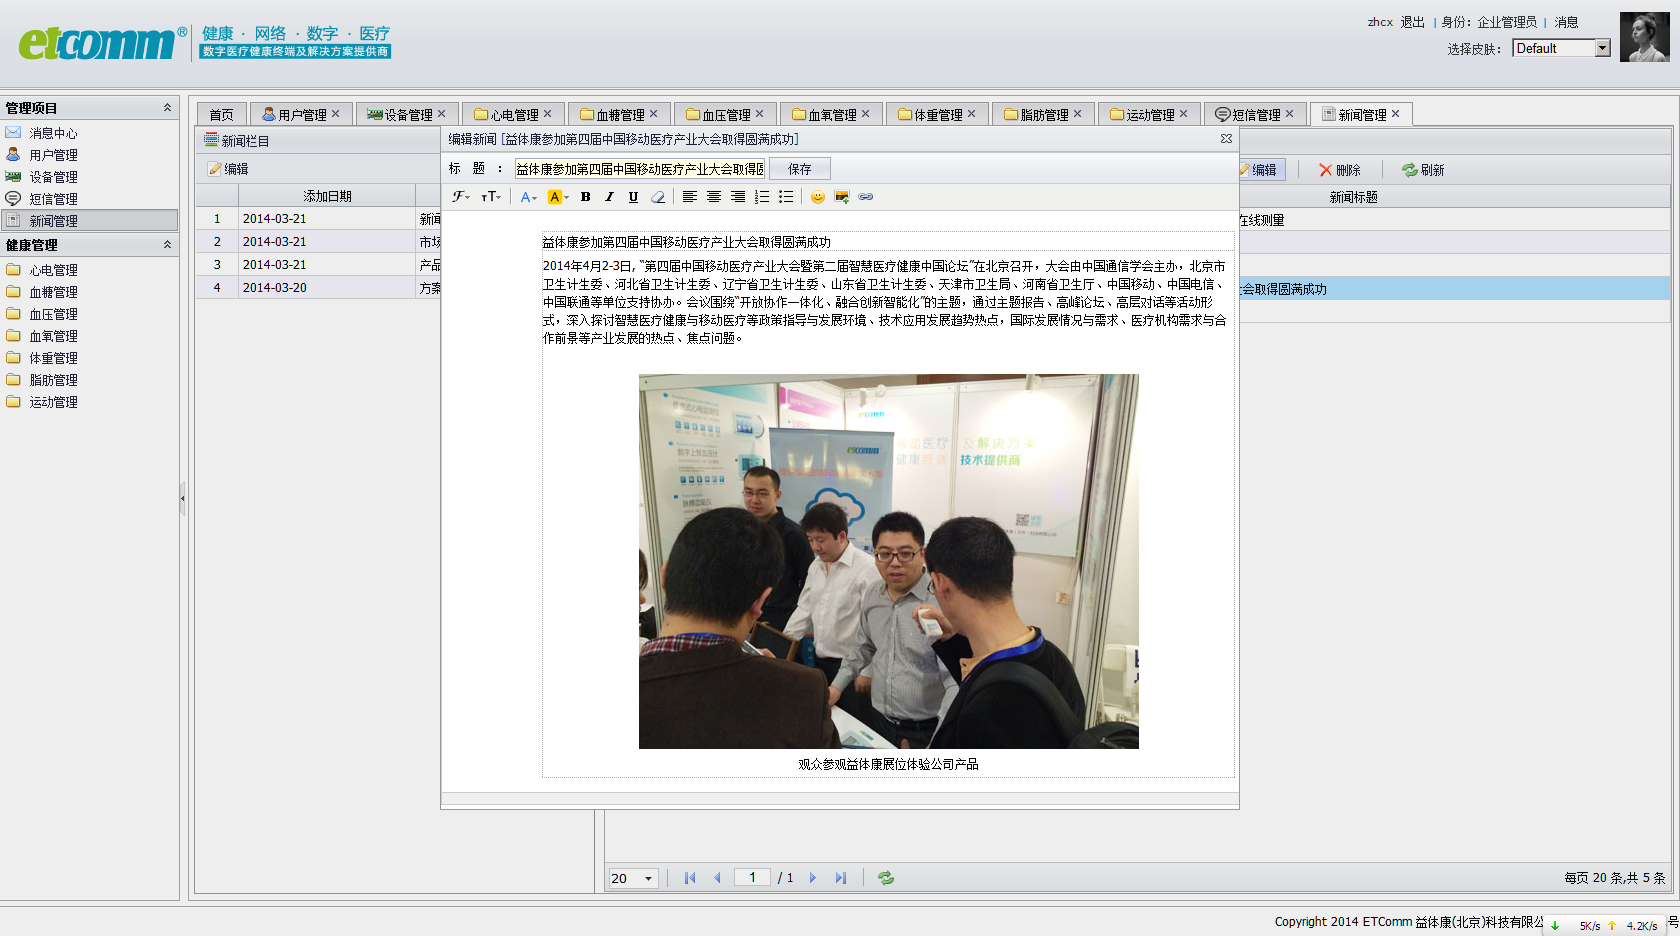 etcomm®
健康 · 网络 · 数字 · 医疗
数字医疗健康终端及解决方案提供商
zhcx 退出 | 身份：企业管理员 | 消息
选择皮肤： Default
管理项目
消息中心
用户管理
设备管理
短信管理
新闻管理
健康管理
心电管理
血糖管理
血压管理
血氧管理
体重管理
脂肪管理
运动管理
首页 用户管理 设备管理 心电管理 血糖管理 血压管理 血氧管理 体重管理 脂肪管理 运动管理 短信管理 新闻管理
新闻栏目
编辑
添加日期
1 2014-03-21 新闻
2 2014-03-21 市场
3 2014-03-21 产品
4 2014-03-20 方案
编辑新闻 [益体康参加第四届中国移动医疗产业大会取得圆满成功]
标 题 ： 益体康参加第四届中国移动医疗产业大会取得圆 保存
益体康参加第四届中国移动医疗产业大会取得圆满成功
2014年4月2-3日, “第四届中国移动医疗产业大会暨第二届智慧医疗健康中国论坛”在北京召开，大会由中国通信学会主办，北京市
卫生计生委、河北省卫生计生委、辽宁省卫生计生委、山东省卫生计生委、天津市卫生局、河南省卫生厅、中国移动、中国电信、
中国联通等单位支持协办。会议围绕“开放协作一体化、融合创新智能化”的主题，通过主题报告、高峰论坛、高层对话等活动形
式，深入探讨智慧医疗健康与移动医疗等政策指导与发展环境、技术应用发展趋势热点，国际发展情况与需求、医疗机构需求与合
作前景等产业发展的热点、焦点问题。
etcomm
etcomm
移动医疗 及解决方案
健康终端 技术提供商
数字上臂血压计
观众参观益体康展位体验公司产品
编辑 删除 刷新
新闻标题
在线测量
会取得圆满成功
20 1 / 1
每页 20 条,共 5 条
Copyright 2014 ETComm 益体康(北京)科技有限公 号
5K/s 4.2K/s